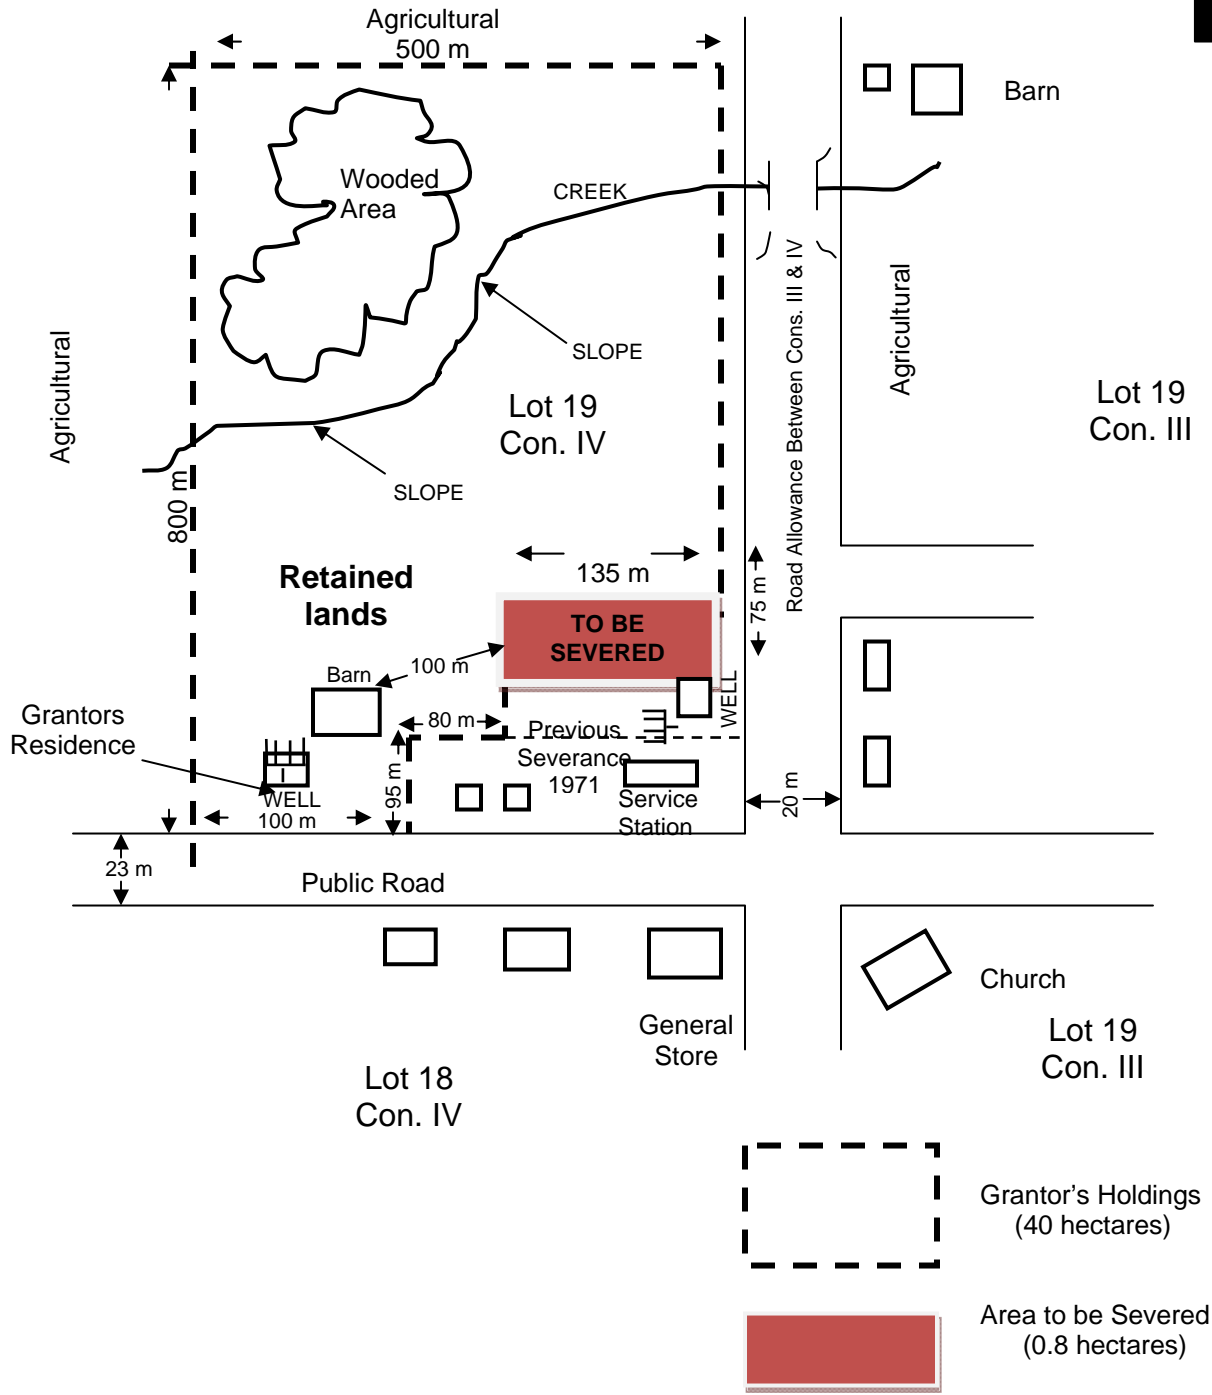 Agricultural
500 m
Barn
Wooded
Area
CREEK
Road Allowance Between Cons. III & IV
Agricultural
Agricultural
SLOPE
Lot 19
Con. IV
Lot 19
Con. III
SLOPE
800 m
Retained
lands
135 m
75 m
TO BE
SEVERED
100 m
Barn
WELL
Grantors
Residence
80 m
Previous
Severance
1971
95 m
20 m
WELL
100 m
Service
Station
23 m
Public Road
Church
General
Store
Lot 19
Con. III
Lot 18
Con. IV
Grantor's Holdings
(40 hectares)
Area to be Severed
(0.8 hectares)